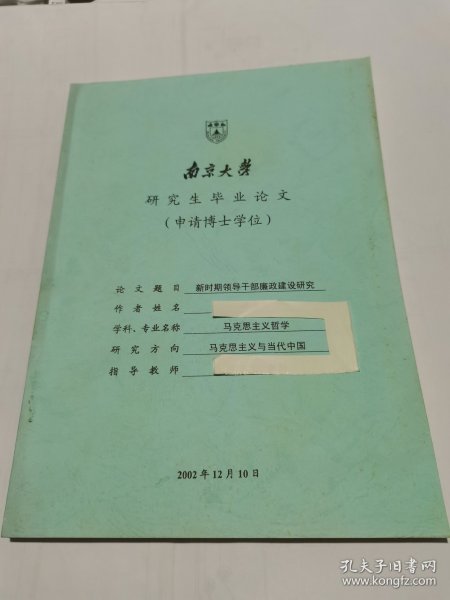 南京大学
研究生毕业论文
(申请博士学位)
论文题目 新时期领导干部廉政建设研究
作者姓名
学科、专业名称 马克思主义哲学
研究方向 马克思主义与当代中国
指导教师
2002年12月10日
孔夫子旧书网
www.kongfz.com